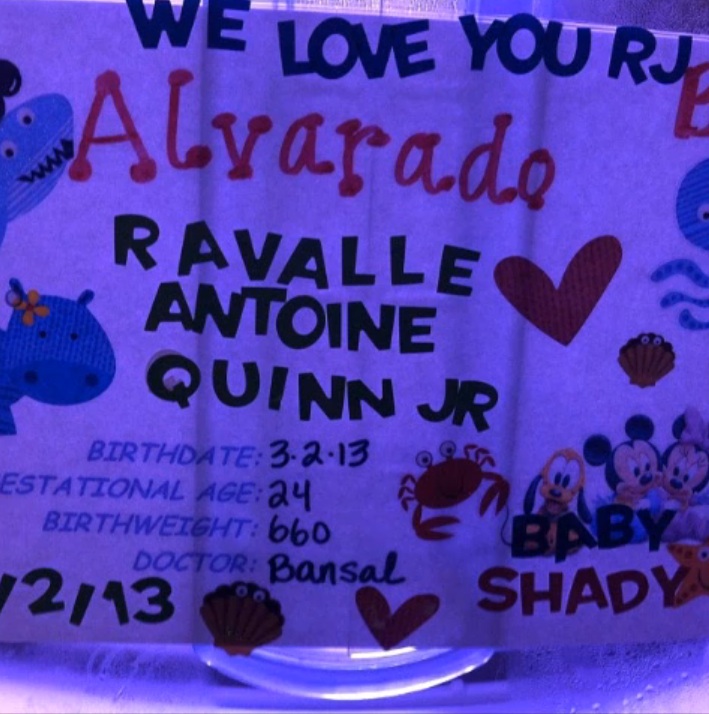 WE LOVE YOU RJ
Alvarado
RAVALLE
ANTOINE
QUINN JR
BIRTHDATE: 3·2·13
ESTATIONAL AGE: 24
BIRTHWEIGHT: 660
DOCTOR: Bansal
BABY
SHADY
/2/13